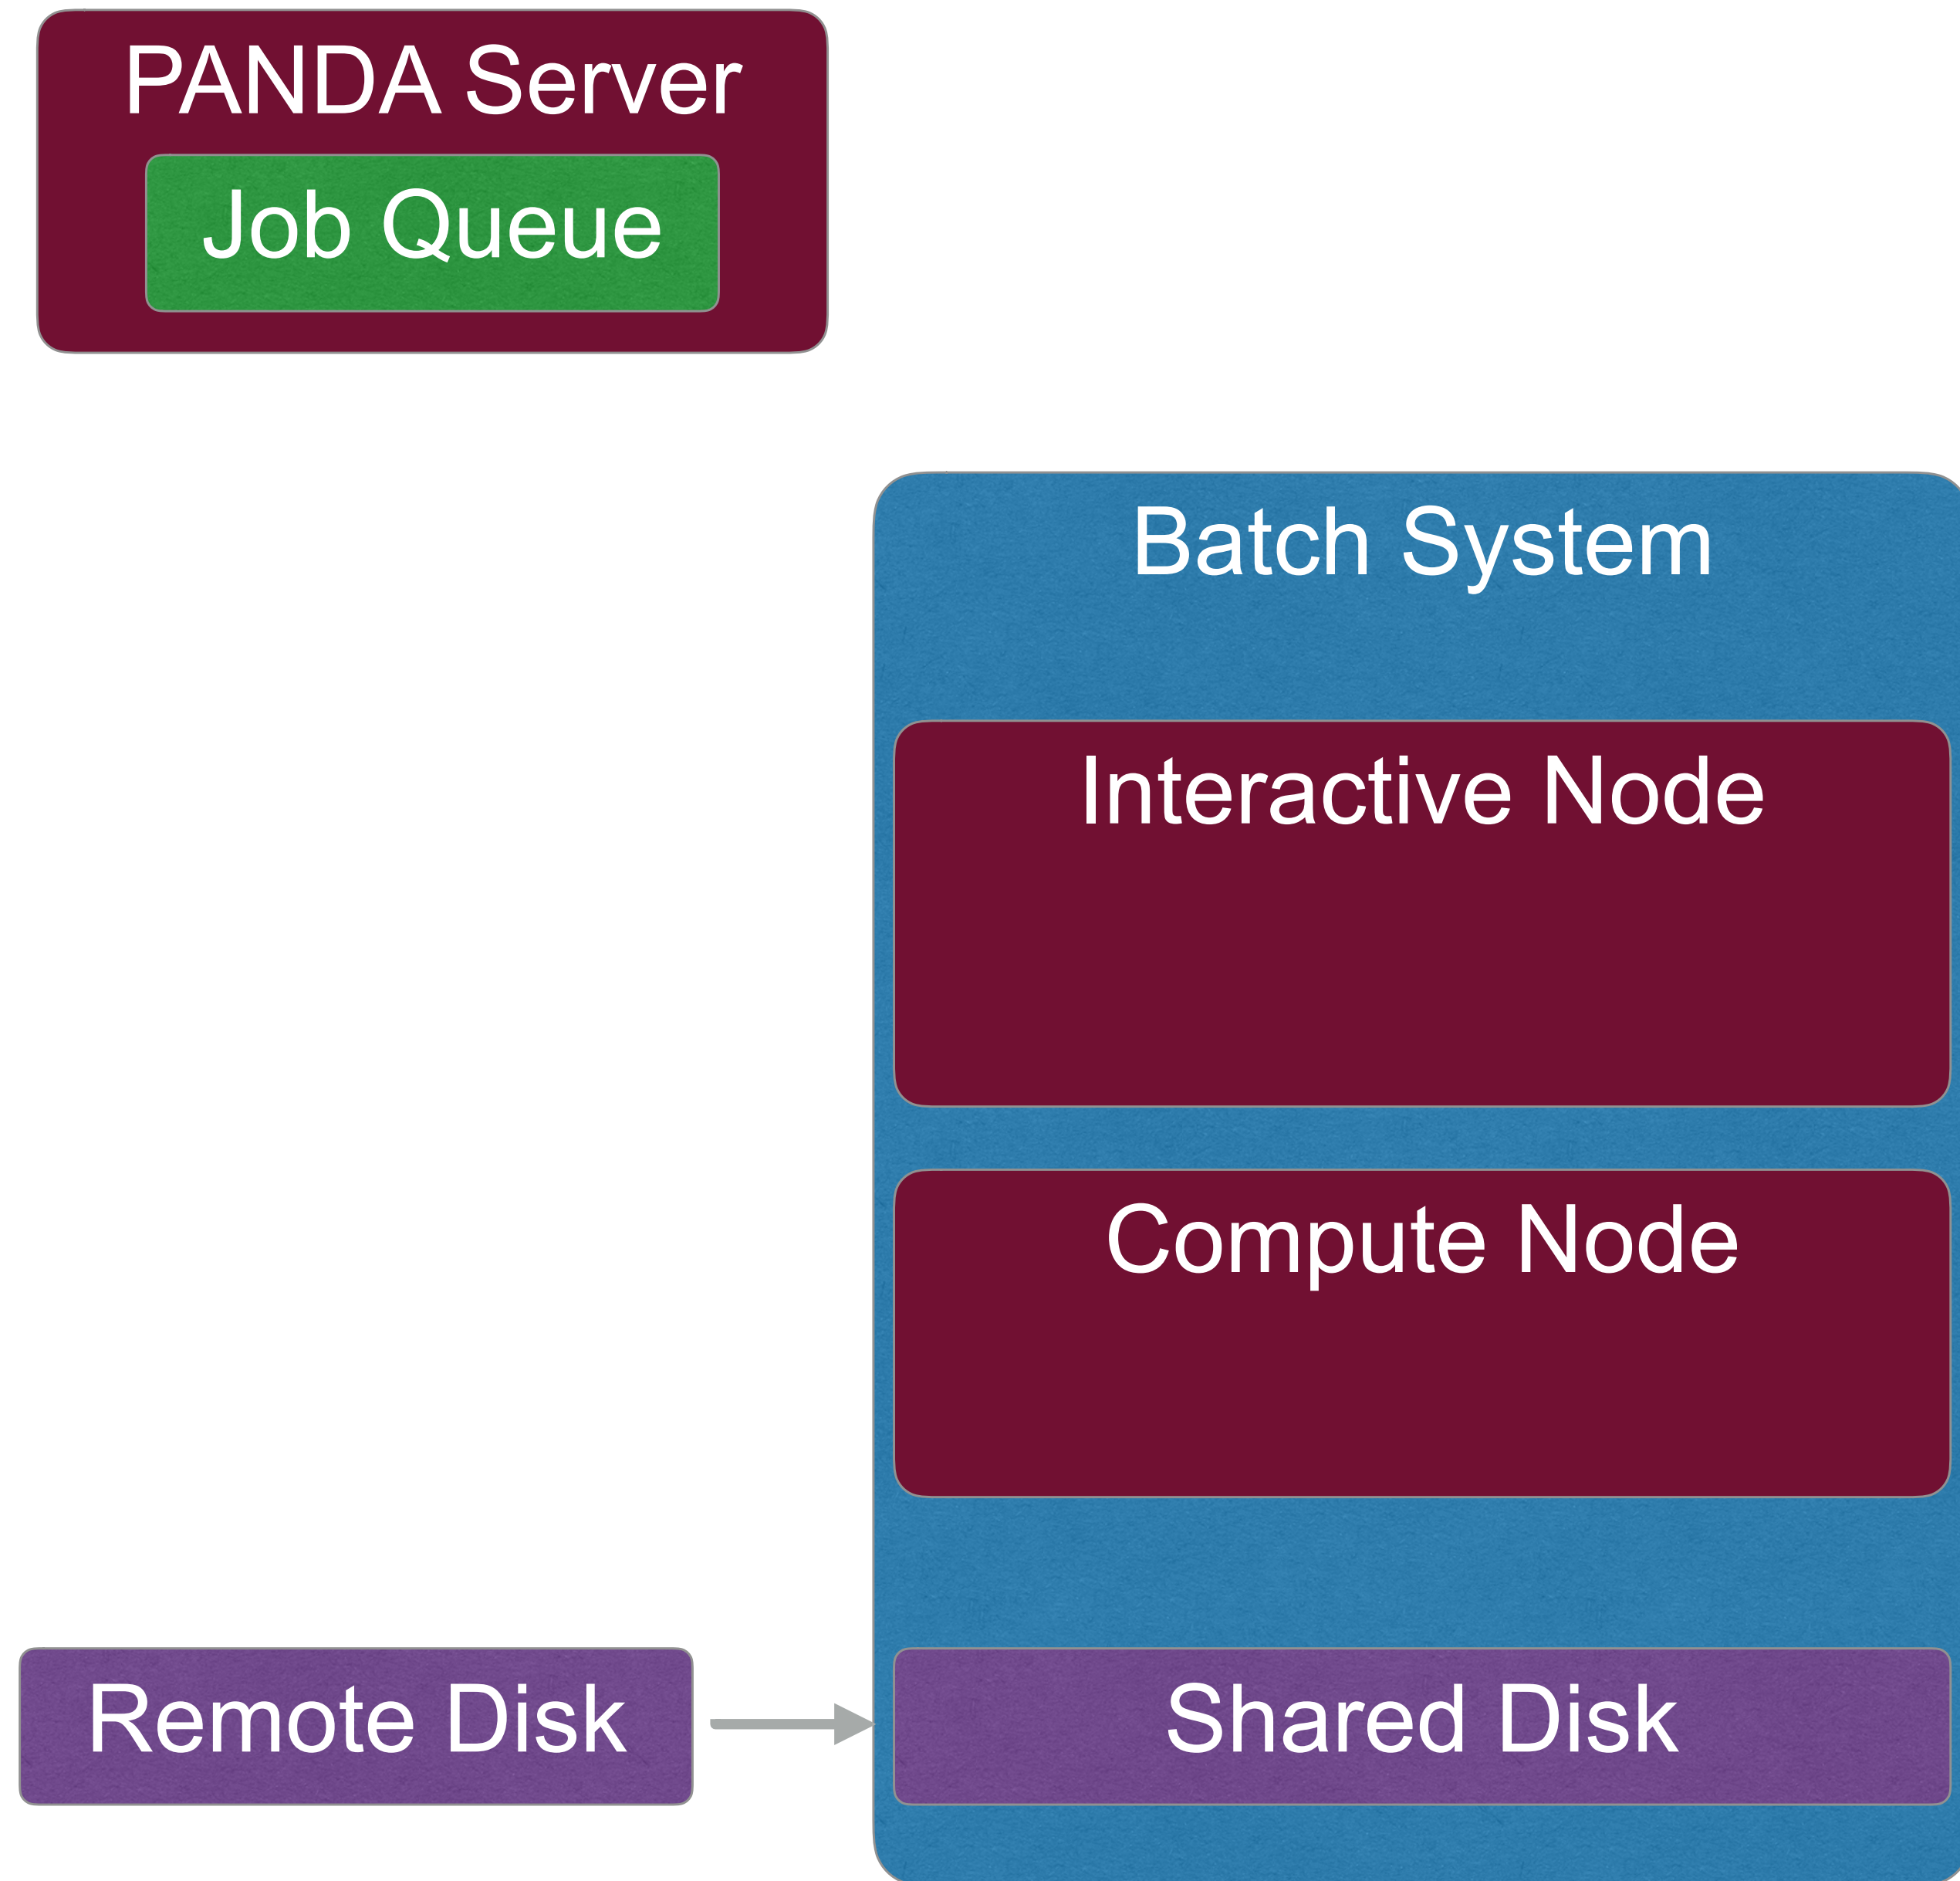 PANDA Server
Job Queue
Batch System
Interactive Node
Compute Node
Remote Disk
Shared Disk